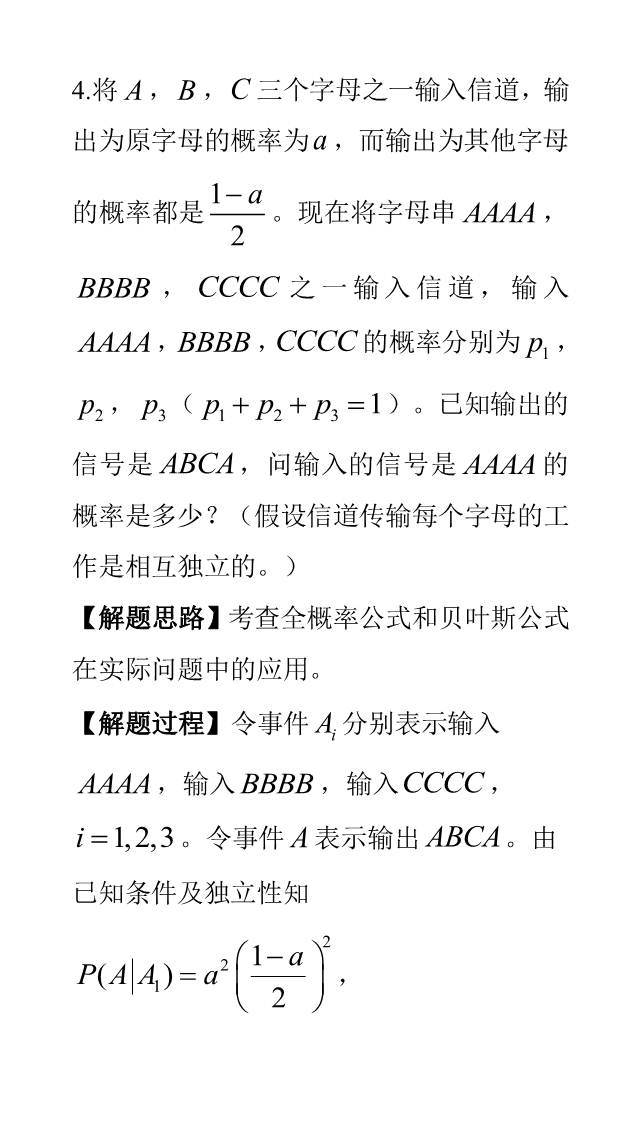 4.将 A，B，C 三个字母之一输入信道，输
出为原字母的概率为 a，而输出为其他字母
的概率都是 \frac{1-a}{2}。现在将字母串 AAAA，
BBBB，CCCC 之一输入信道，输入
AAAA，BBBB，CCCC 的概率分别为 p_1，
p_2，p_3（p_1+p_2+p_3=1）。已知输出的
信号是 ABCA，问输入的信号是 AAAA 的
概率是多少？（假设信道传输每个字母的工
作是相互独立的。）
【解题思路】考查全概率公式和贝叶斯公式
在实际问题中的应用。
【解题过程】令事件 A_i 分别表示输入
AAAA，输入 BBBB，输入 CCCC，
i=1,2,3。令事件 A 表示输出 ABCA。由
已知条件及独立性知
P(A|A_1)=a^2\left(\frac{1-a}{2}\right)^2，